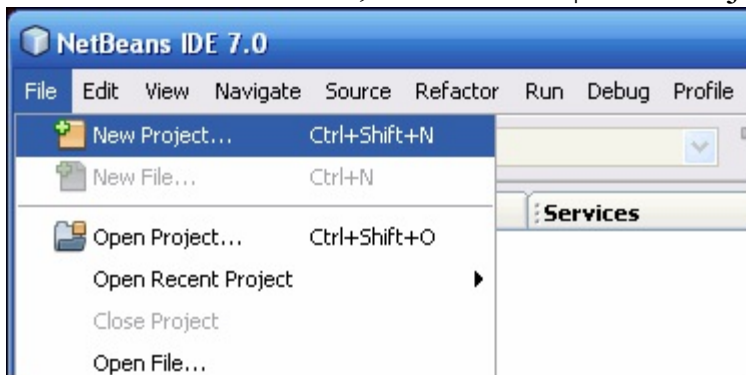 NetBeans IDE 7.0
File Edit View Navigate Source Refactor Run Debug Profile
New Project... Ctrl+Shift+N
New File... Ctrl+N
Services
Open Project... Ctrl+Shift+O
Open Recent Project
Close Project
Open File...